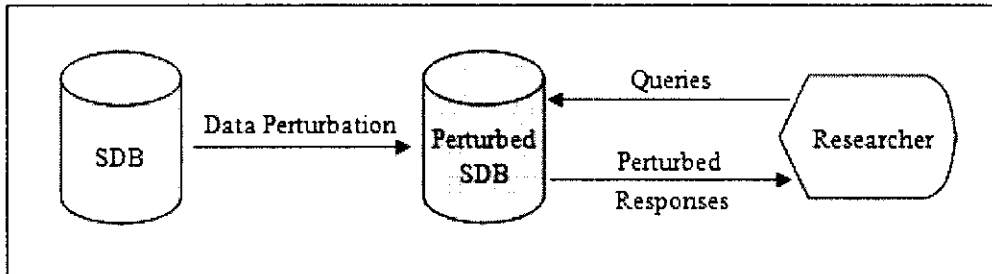 SDB
Data Perturbation
Perturbed
SDB
Queries
Perturbed
Responses
Researcher